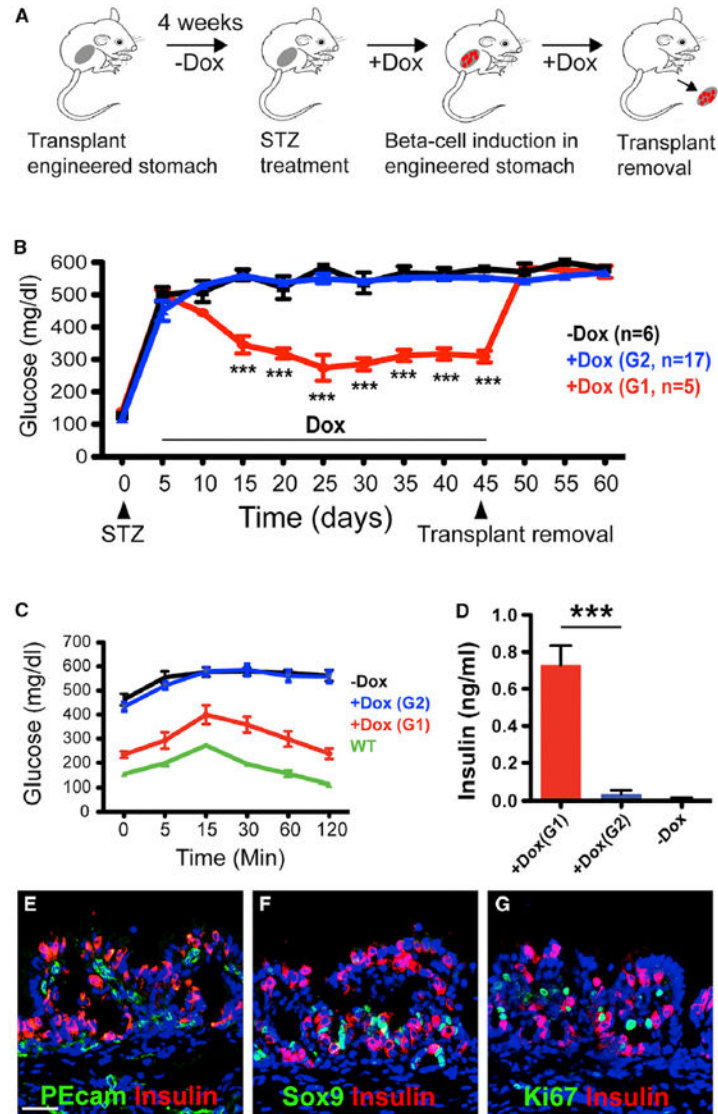 A
4 weeks
-Dox
+Dox
+Dox
Transplant
engineered stomach
STZ
treatment
Beta-cell induction in
engineered stomach
Transplant
removal
B
Glucose (mg/dl)
600
500
400
300
200
100
0
-Dox (n=6)
+Dox (G2, n=17)
+Dox (G1, n=5)
*** *** *** *** *** *** ***
Dox
0 5 10 15 20 25 30 35 40 45 50 55 60
STZ
Time (days)
Transplant removal
C
Glucose (mg/dl)
700
600
500
400
300
200
100
0
-Dox
+Dox (G2)
+Dox (G1)
WT
0 5 15 30 60 120
Time (Min)
D
Insulin (ng/ml)
1.0
0.8
0.6
0.4
0.2
0.0
***
+Dox(G1)
+Dox(G2)
-Dox
E
PEcam Insulin
F
Sox9 Insulin
G
Ki67 Insulin